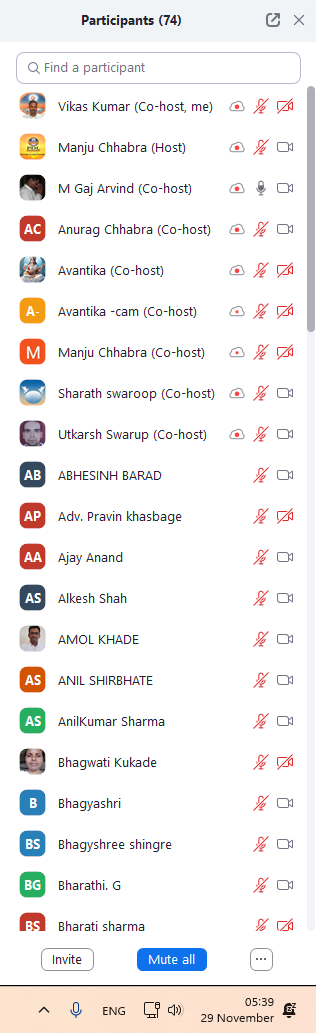 Participants (74)
Find a participant
Vikas Kumar (Co-host, me)
Manju Chhabra (Host)
M Gaj Arvind (Co-host)
AC Anurag Chhabra (Co-host)
Avantika (Co-host)
A- Avantika -cam (Co-host)
M Manju Chhabra (Co-host)
Sharath swaroop (Co-host)
Utkarsh Swarup (Co-host)
AB ABHESINH BARAD
AP Adv. Pravin khasbage
AA Ajay Anand
AS Alkesh Shah
AMOL KHADE
AS ANIL SHIRBHATE
AS AnilKumar Sharma
Bhagwati Kukade
B Bhagyashri
BS Bhagyshree shingre
BG Bharathi. G
BS Bharati sharma
Invite Mute all ...
ENG 05:39
29 November